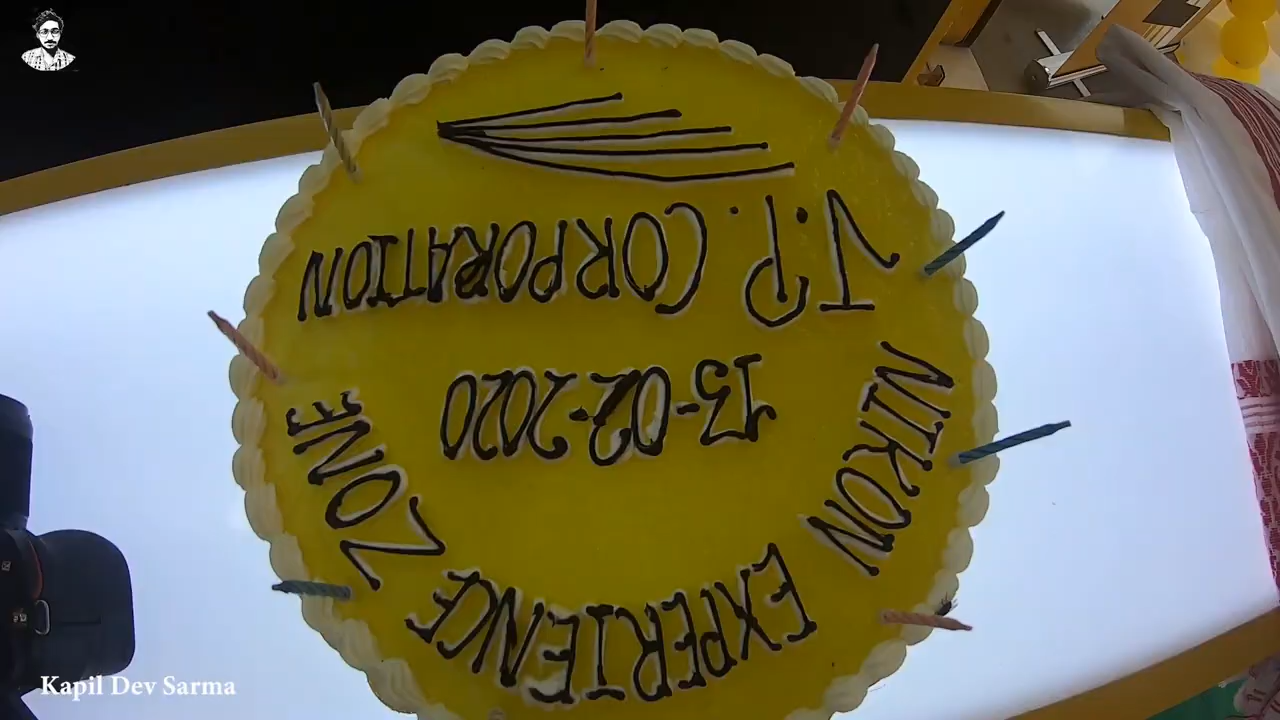 NIKON EXPERIENCE ZONE
13-02-2020
J.P. CORPORATION
Kapil Dev Sarma